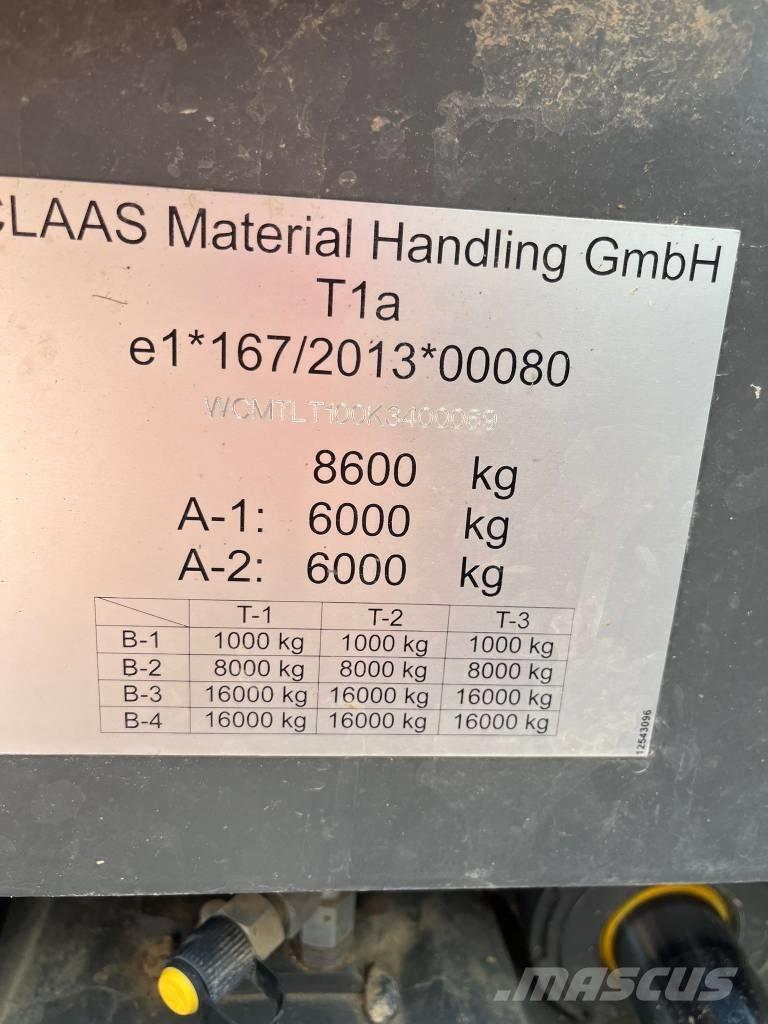 CLAAS Material Handling GmbH
T1a
e1*167/2013*00080
WCMTLT100K3400069
8600 kg
A-1: 6000 kg
A-2: 6000 kg
T-1 T-2 T-3
B-1 1000 kg 1000 kg 1000 kg
B-2 8000 kg 8000 kg 8000 kg
B-3 16000 kg 16000 kg 16000 kg
B-4 16000 kg 16000 kg 16000 kg
12543096
MASCUS